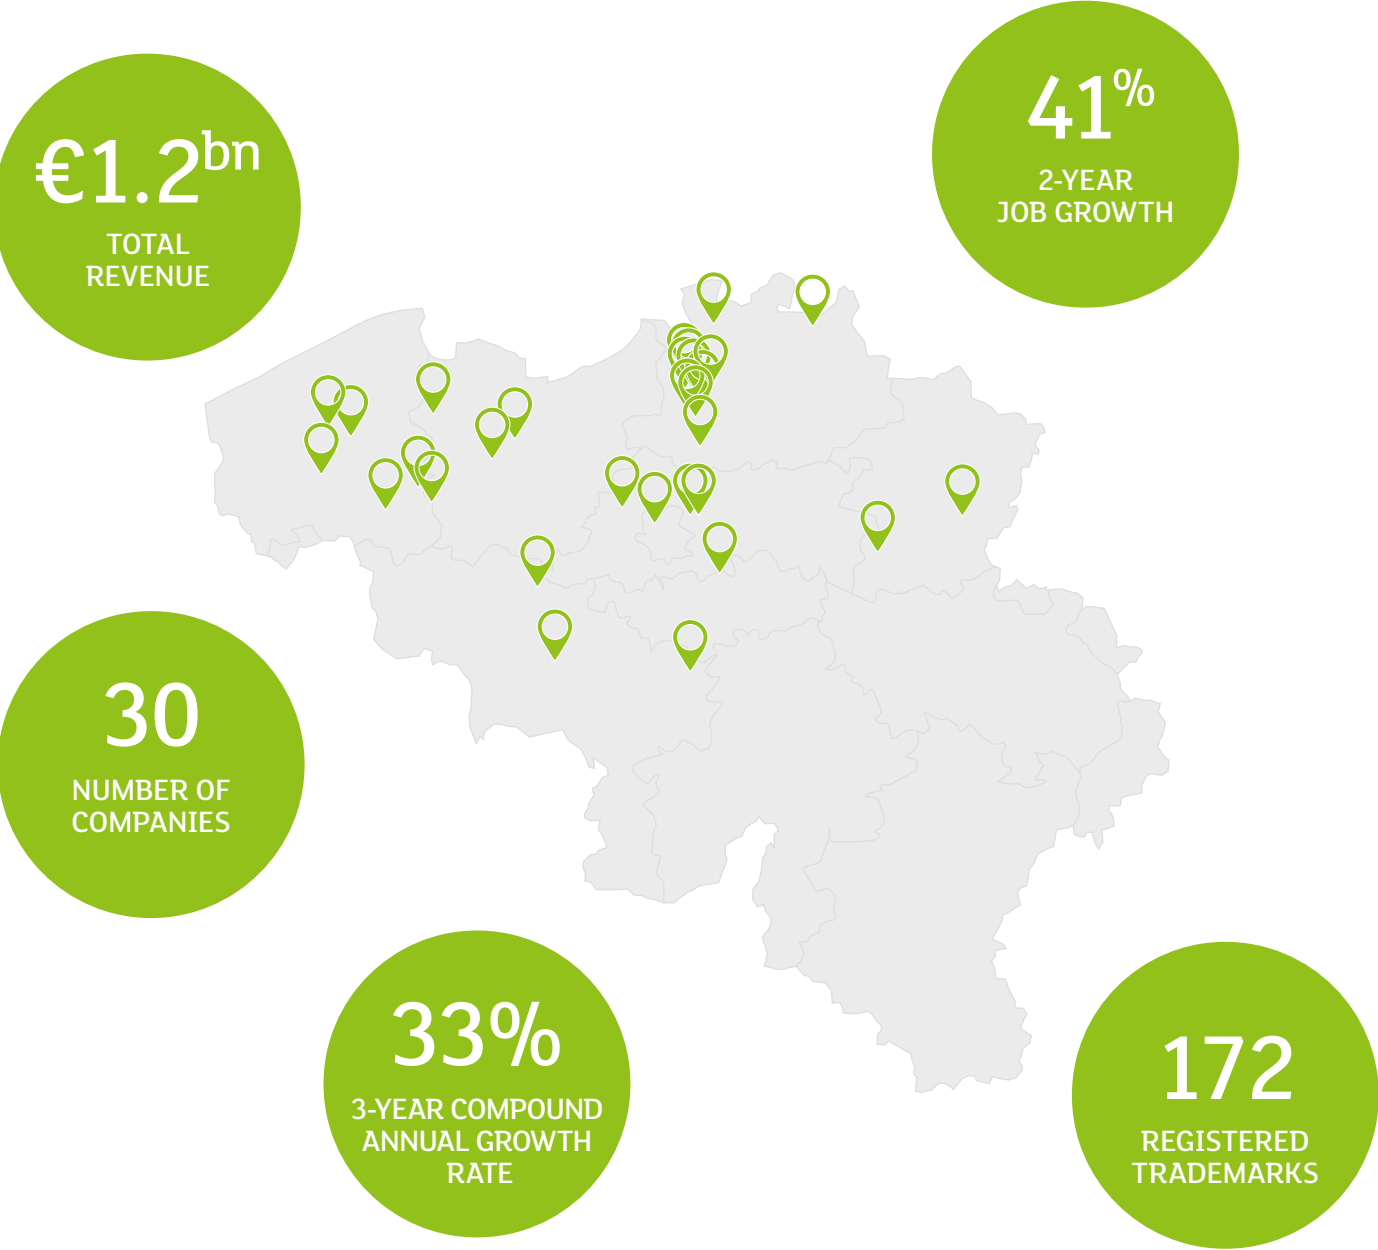 €1.2bn
TOTAL
REVENUE
41%
2-YEAR
JOB GROWTH
30
NUMBER OF
COMPANIES
33%
3-YEAR COMPOUND
ANNUAL GROWTH
RATE
172
REGISTERED
TRADEMARKS